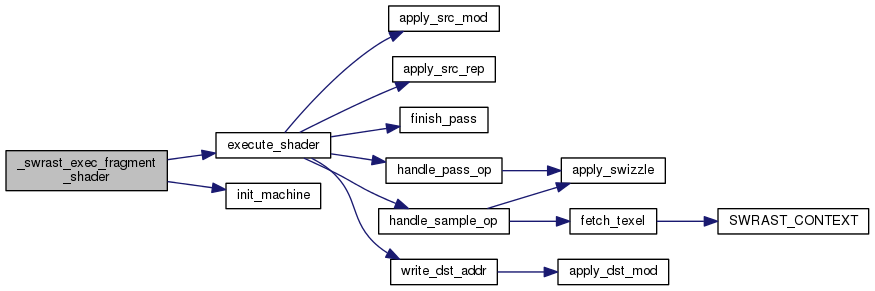 _swrast_exec_fragment
_shader
execute_shader
init_machine
apply_src_mod
apply_src_rep
finish_pass
handle_pass_op
handle_sample_op
write_dst_addr
apply_swizzle
fetch_texel
apply_dst_mod
SWRAST_CONTEXT